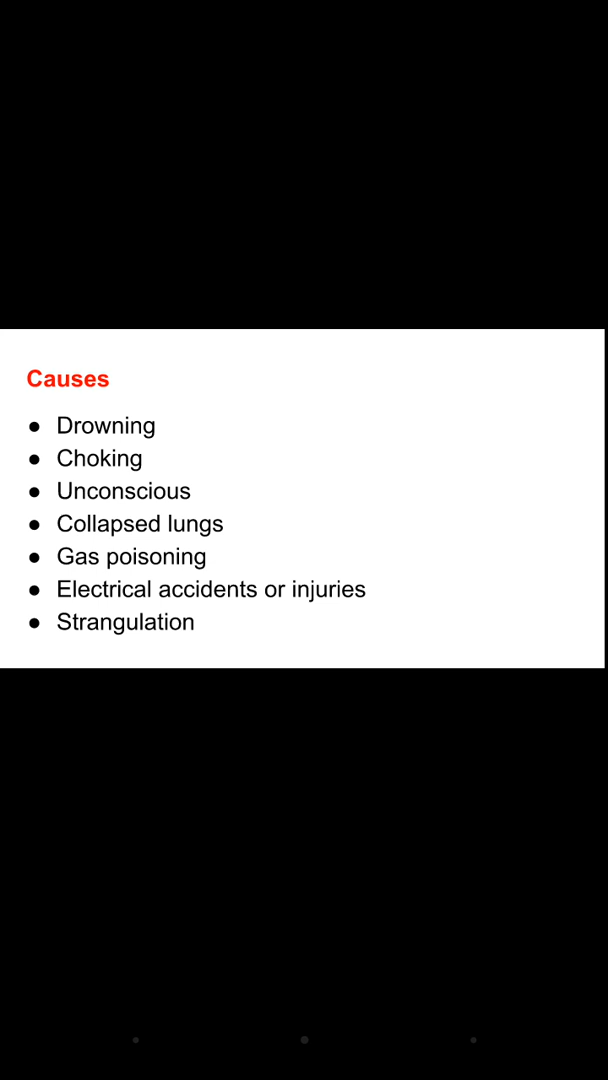 Causes
● Drowning
● Choking
● Unconscious
● Collapsed lungs
● Gas poisoning
● Electrical accidents or injuries
● Strangulation